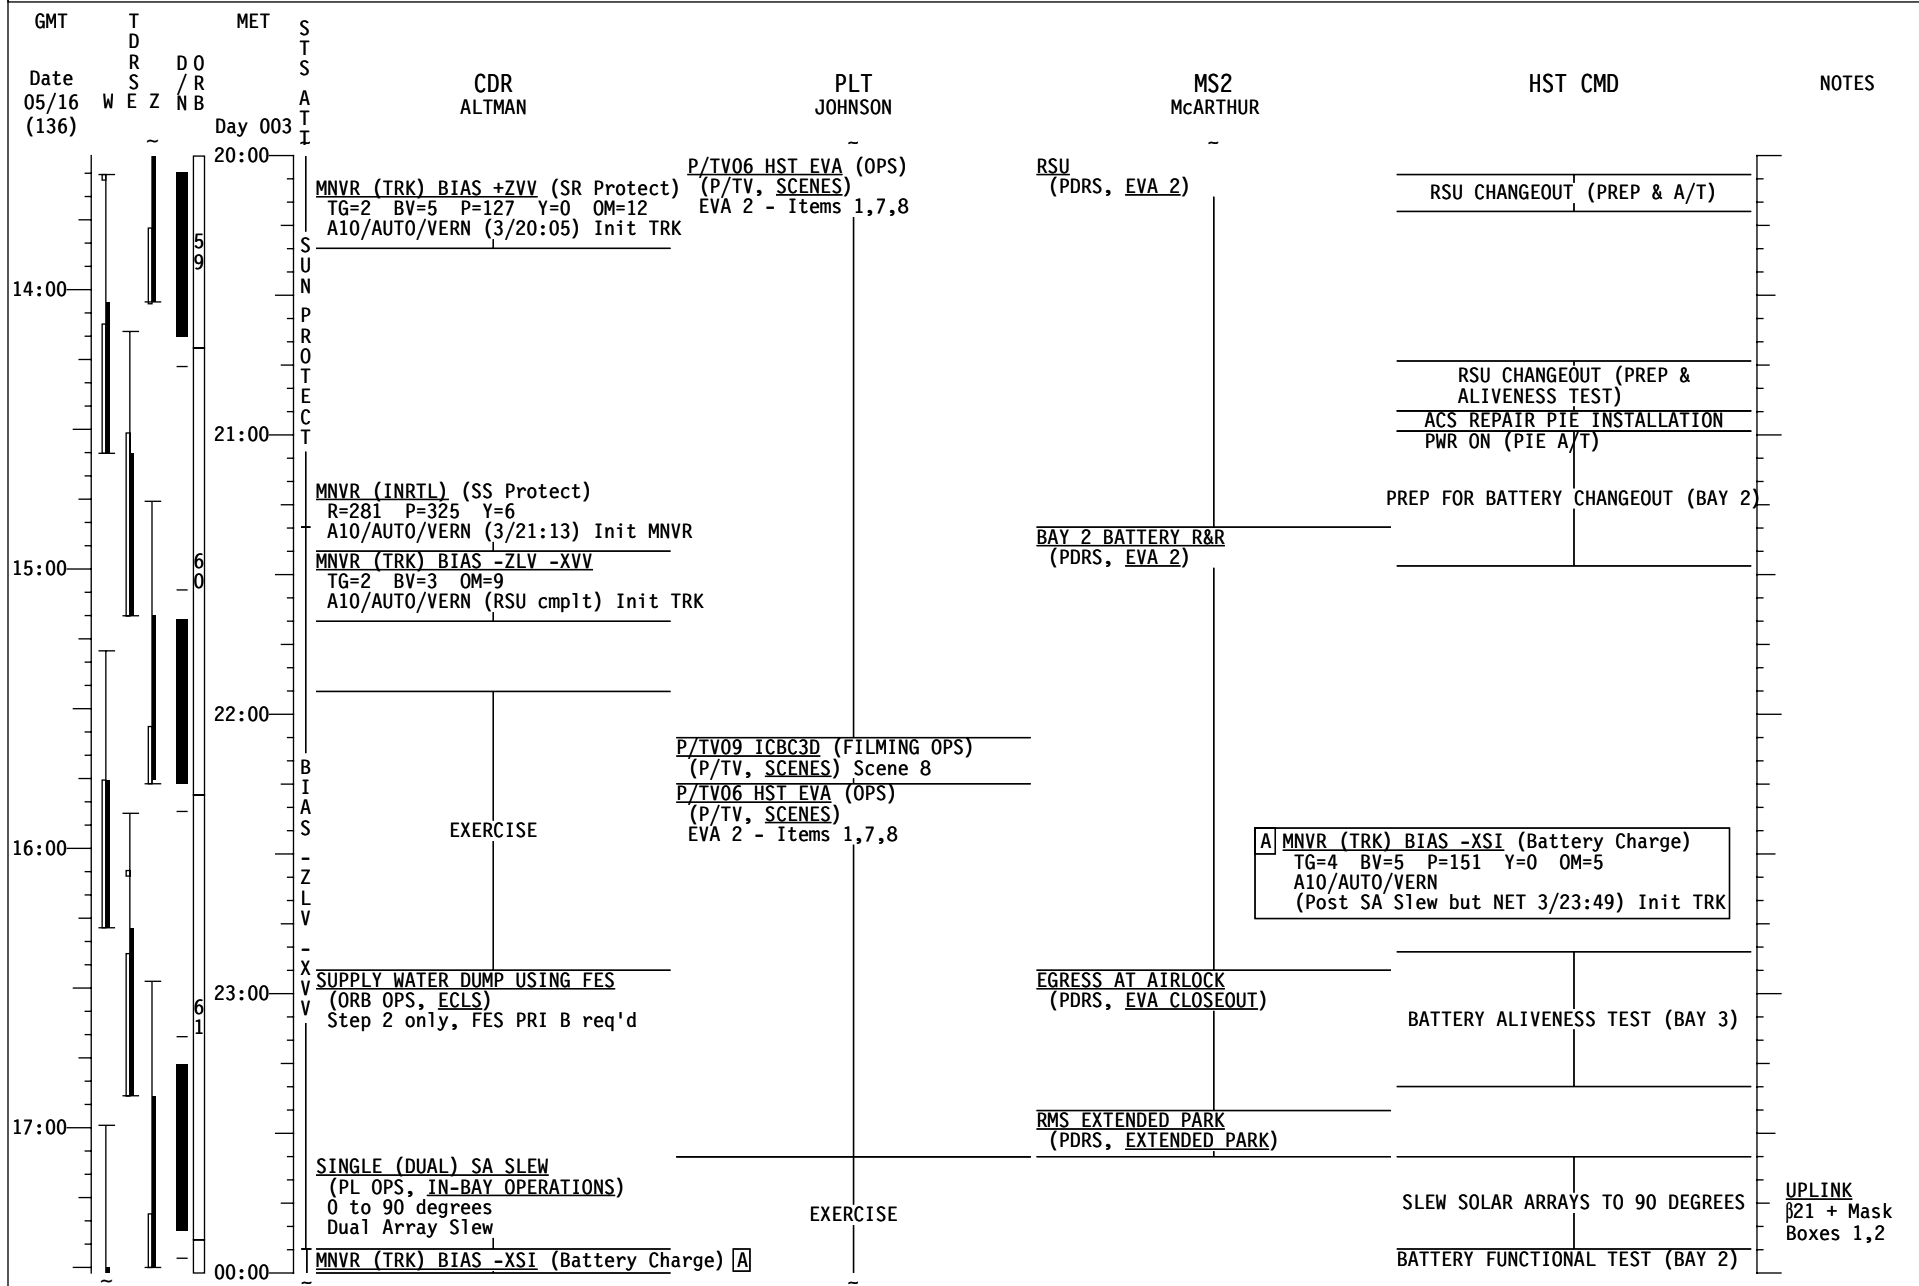 GMT
TDRSE
MET
STS ATT
D/N
ORB
Date
05/16
(136)
W E Z
Day 003
CDR
ALTMAN
PLT
JOHNSON
MS2
McARTHUR
HST CMD
NOTES
~
~
~
20:00
14:00
21:00
15:00
22:00
16:00
23:00
17:00
00:00
59
60
61
SUN PROTECT
BIAS -ZLV -XVV
MNVR (TRK) BIAS +ZVV (SR Protect)
TG=2 BV=5 P=127 Y=0 OM=12
A10/AUTO/VERN (3/20:05) Init TRK
MNVR (INRTL) (SS Protect)
R=281 P=325 Y=6
A10/AUTO/VERN (3/21:13) Init MNVR
MNVR (TRK) BIAS -ZLV -XVV
TG=2 BV=3 OM=9
A10/AUTO/VERN (RSU cmplt) Init TRK
EXERCISE
SUPPLY WATER DUMP USING FES
(ORB OPS, ECLS)
Step 2 only, FES PRI B req'd
SINGLE (DUAL) SA SLEW
(PL OPS, IN-BAY OPERATIONS)
0 to 90 degrees
Dual Array Slew
MNVR (TRK) BIAS -XSI (Battery Charge) A
P/TV06 HST EVA (OPS)
(P/TV, SCENES)
EVA 2 - Items 1,7,8
P/TV09 ICBC3D (FILMING OPS)
(P/TV, SCENES) Scene 8
P/TV06 HST EVA (OPS)
(P/TV, SCENES)
EVA 2 - Items 1,7,8
EXERCISE
RSU
(PDRS, EVA 2)
BAY 2 BATTERY R&R
(PDRS, EVA 2)
A MNVR (TRK) BIAS -XSI (Battery Charge)
TG=4 BV=5 P=151 Y=0 OM=5
A10/AUTO/VERN
(Post SA Slew but NET 3/23:49) Init TRK
EGRESS AT AIRLOCK
(PDRS, EVA CLOSEOUT)
RMS EXTENDED PARK
(PDRS, EXTENDED PARK)
RSU CHANGEOUT (PREP & A/T)
RSU CHANGEOUT (PREP &
ALIVENESS TEST)
ACS REPAIR PIE INSTALLATION
PWR ON (PIE A/T)
PREP FOR BATTERY CHANGEOUT (BAY 2)
BATTERY ALIVENESS TEST (BAY 3)
SLEW SOLAR ARRAYS TO 90 DEGREES
BATTERY FUNCTIONAL TEST (BAY 2)
UPLINK
β21 + Mask
Boxes 1,2
~
~
~